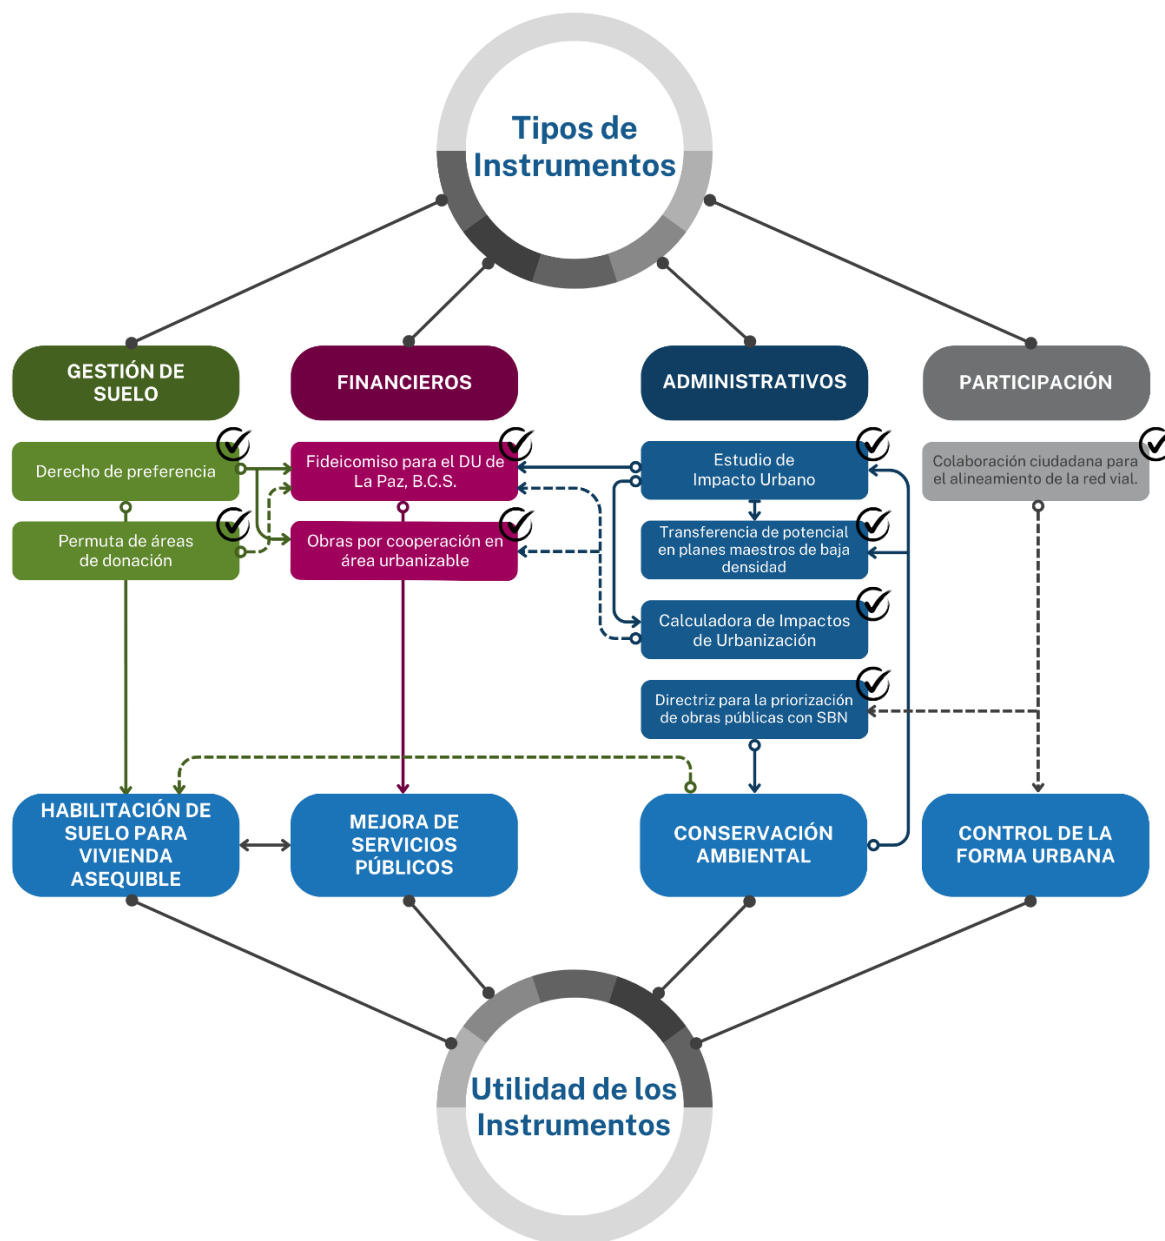 Tipos de
Instrumentos
GESTIÓN DE
SUELO
FINANCIEROS
ADMINISTRATIVOS
PARTICIPACIÓN
Derecho de preferencia
Permuta de áreas
de donación
Fideicomiso para el DU de
La Paz, B.C.S.
Obras por cooperación en
área urbanizable
Estudio de
Impacto Urbano
Transferencia de potencial
en planes maestros de baja
densidad
Calculadora de Impactos
de Urbanización
Directriz para la priorización
de obras públicas con SBN
Colaboración ciudadana para
el alineamiento de la red vial.
HABILITACIÓN DE
SUELO PARA
VIVIENDA
ASEQUIBLE
MEJORA DE
SERVICIOS
PÚBLICOS
CONSERVACIÓN
AMBIENTAL
CONTROL DE LA
FORMA URBANA
Utilidad de los
Instrumentos